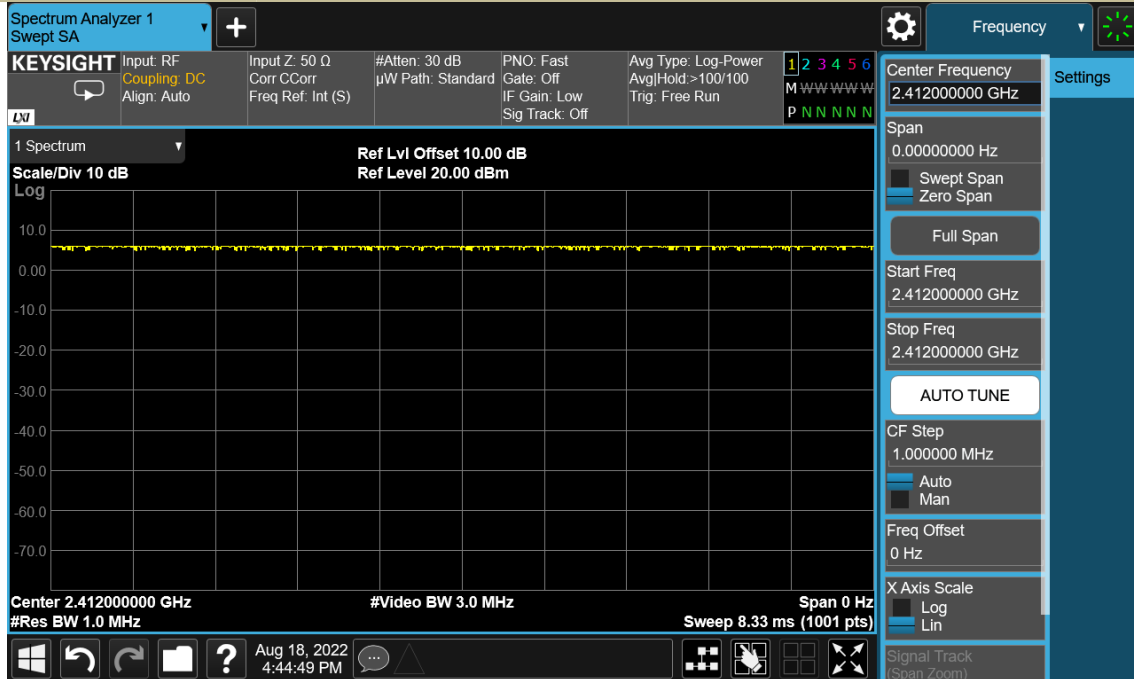 Spectrum Analyzer 1
Swept SA
Frequency
KEYSIGHT
LXI
Input: RF
Coupling: DC
Align: Auto
Input Z: 50 Ω
Corr CCorr
Freq Ref: Int (S)
#Atten: 30 dB
µW Path: Standard
PNO: Fast
Gate: Off
IF Gain: Low
Sig Track: Off
Avg Type: Log-Power
Avg|Hold:>100/100
Trig: Free Run
1 2 3 4 5 6
M W W W W W W
P N N N N N
1 Spectrum
Scale/Div 10 dB
Ref Lvl Offset 10.00 dB
Ref Level 20.00 dBm
Log
10.0
0.00
-10.0
-20.0
-30.0
-40.0
-50.0
-60.0
-70.0
Center 2.412000000 GHz
#Res BW 1.0 MHz
#Video BW 3.0 MHz
Span 0 Hz
Sweep 8.33 ms (1001 pts)
Aug 18, 2022
4:44:49 PM
Center Frequency
2.412000000 GHz
Settings
Span
0.00000000 Hz
Swept Span
Zero Span
Full Span
Start Freq
2.412000000 GHz
Stop Freq
2.412000000 GHz
AUTO TUNE
CF Step
1.000000 MHz
Auto
Man
Freq Offset
0 Hz
X Axis Scale
Log
Lin
Signal Track
(Span Zoom)